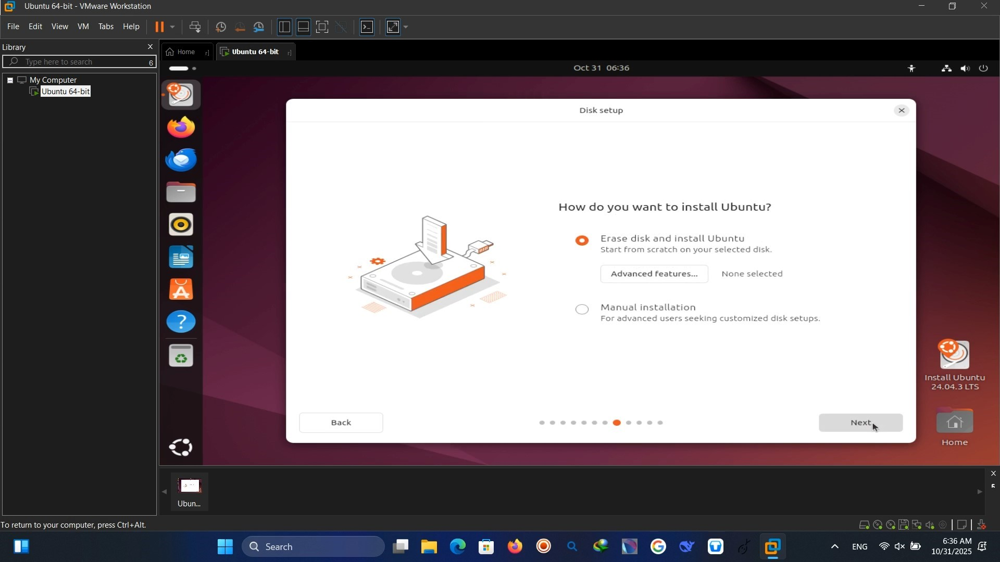 Ubuntu 64-bit - VMware Workstation
File Edit View VM Tabs Help
Library
Type here to search
Home
Ubuntu 64-bit
My Computer
Ubuntu 64-bit
Oct 31 06:36
Disk setup
How do you want to install Ubuntu?
Erase disk and install Ubuntu
Start from scratch on your selected disk.
Advanced features... None selected
Manual installation
For advanced users seeking customized disk setups.
Back
Next
Install Ubuntu
24.04.3 LTS
Home
Ubun...
To return to your computer, press Ctrl+Alt.
Search
ENG
6:36 AM
10/31/2025